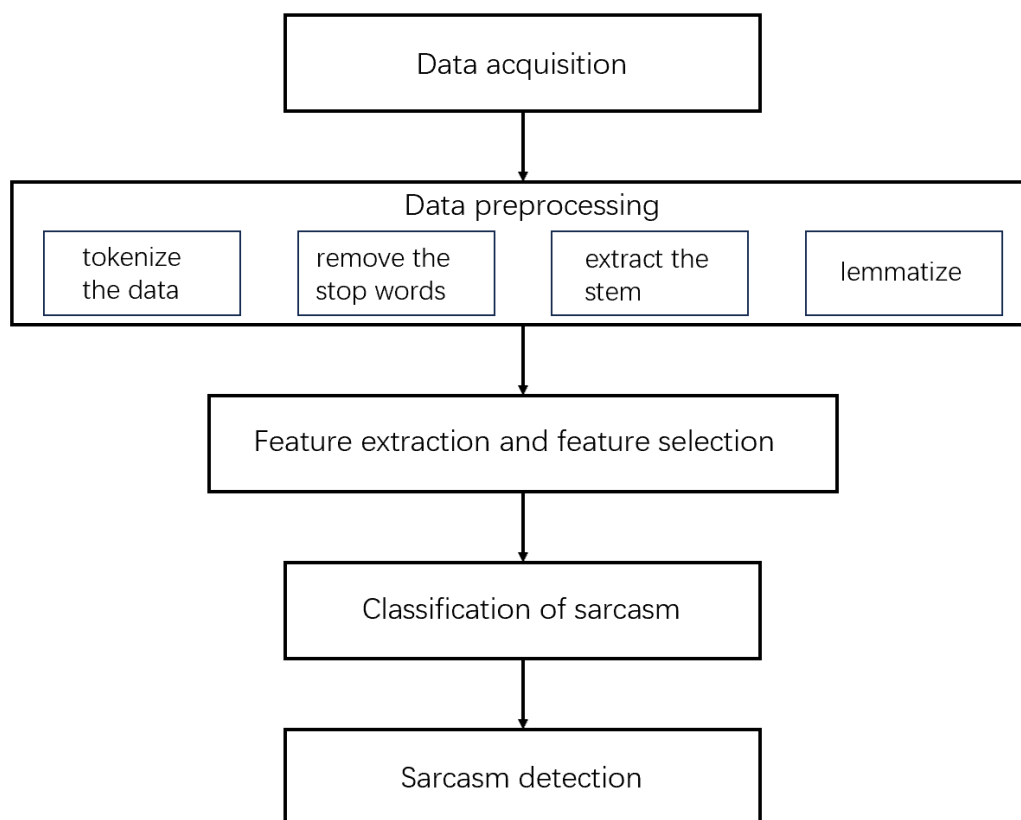 Data acquisition
Data preprocessing
tokenize
the data
remove the
stop words
extract the
stem
lemmatize
Feature extraction and feature selection
Classification of sarcasm
Sarcasm detection